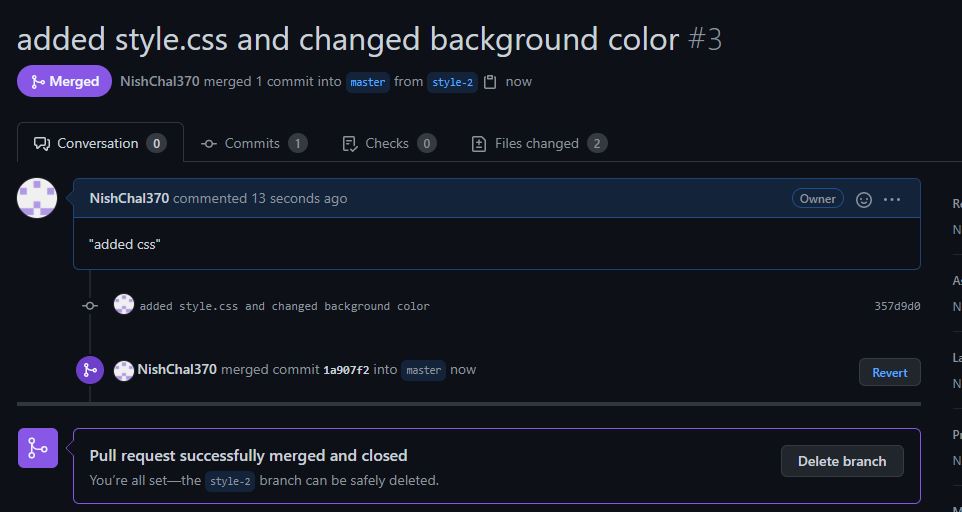 added style.css and changed background color #3
Merged NishChal370 merged 1 commit into master from style-2 now
Conversation 0 Commits 1 Checks 0 Files changed 2
NishChal370 commented 13 seconds ago Owner ...
"added css"
added style.css and changed background color 357d9d0
NishChal370 merged commit 1a907f2 into master now Revert
Pull request successfully merged and closed
You're all set—the style-2 branch can be safely deleted.
Delete branch